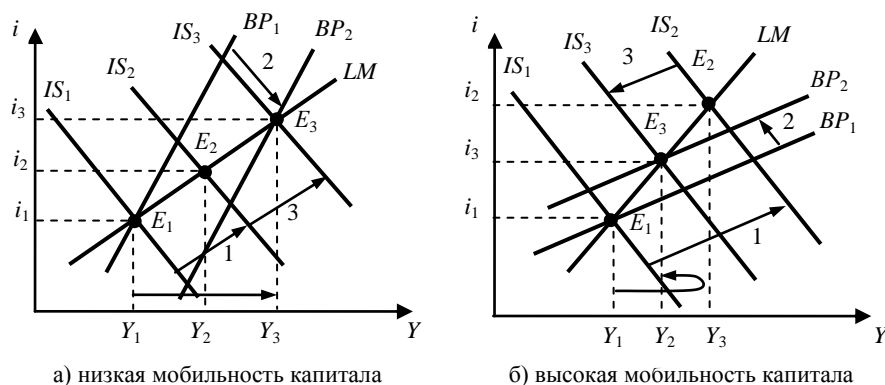 i
IS₃
BP₁
BP₂
2
LM
IS₂
IS₁
i₃
E₃
E₂
i₂
i₁
E₁
3
1
Y₁
Y₂
Y₃
Y
а) низкая мобильность капитала
i
IS₂
IS₃
LM
3
E₂
IS₁
BP₂
i₂
2
BP₁
E₃
i₃
i₁
E₁
1
Y₁
Y₂
Y₃
Y
б) высокая мобильность капитала